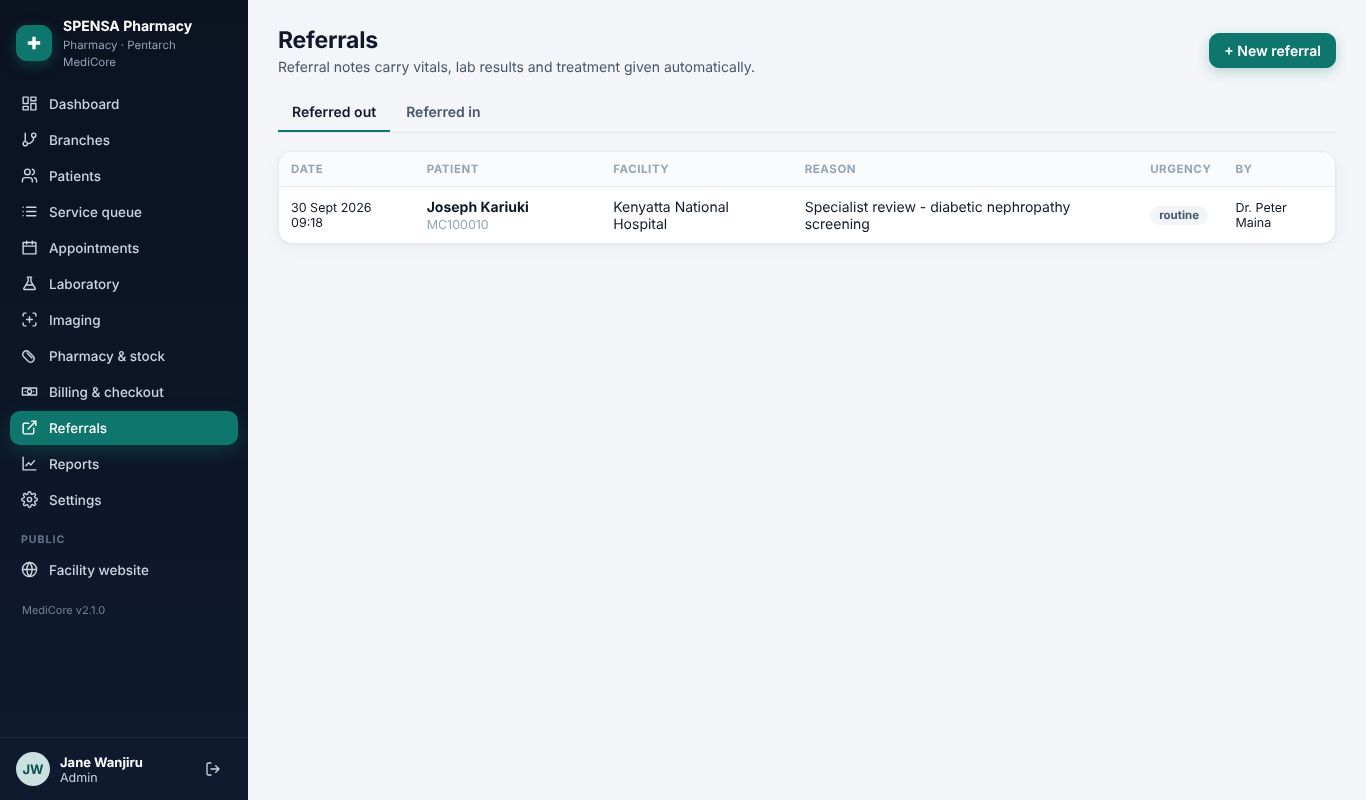 SPENSA Pharmacy
Pharmacy · Pentarch
MediCore
Dashboard
Branches
Patients
Service queue
Appointments
Laboratory
Imaging
Pharmacy & stock
Billing & checkout
Referrals
Reports
Settings
PUBLIC
Facility website
MediCore v2.1.0
JW
Jane Wanjiru
Admin
Referrals
Referral notes carry vitals, lab results and treatment given automatically.
+ New referral
Referred out
Referred in
DATE PATIENT FACILITY REASON URGENCY BY
30 Sept 2026
09:18
Joseph Kariuki
MC100010
Kenyatta National
Hospital
Specialist review - diabetic nephropathy
screening
routine
Dr. Peter
Maina